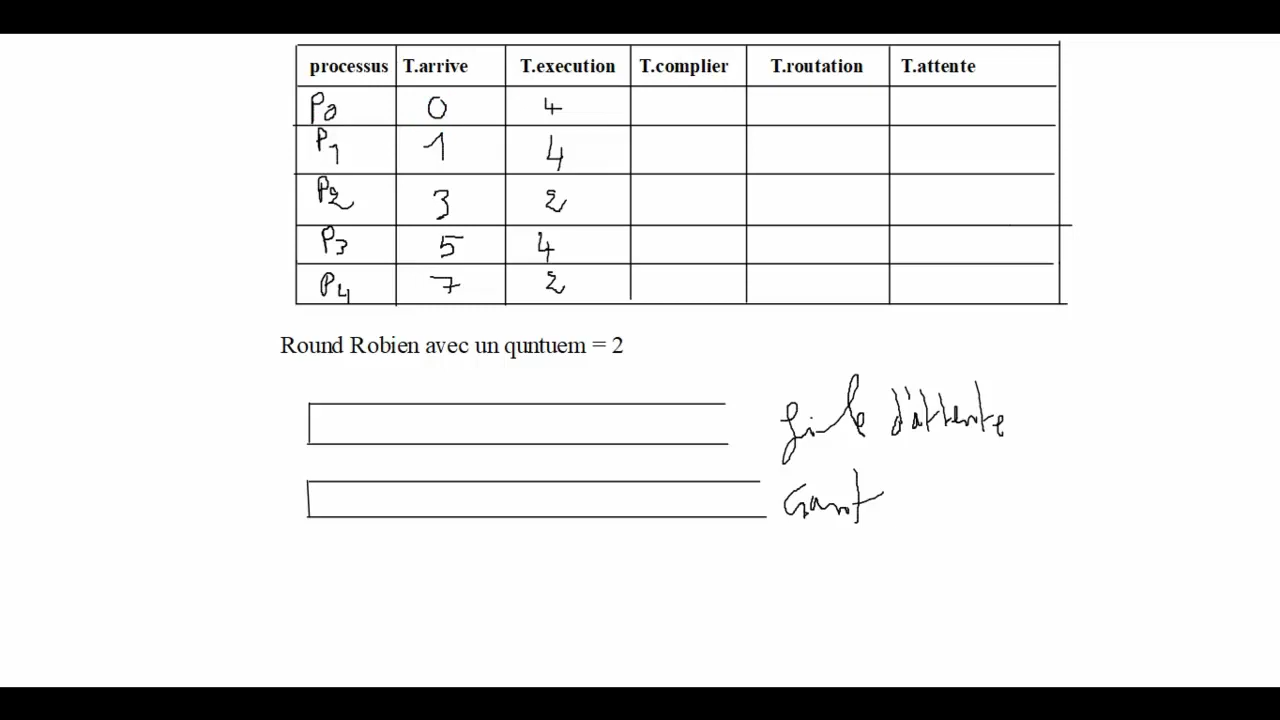 processus T.arrive T.execution T.complier T.routation T.attente
P0 0 4
P1 1 4
P2 3 2
P3 5 4
P4 7 2
Round Robien avec un quntuem = 2
file d'attente
Gant